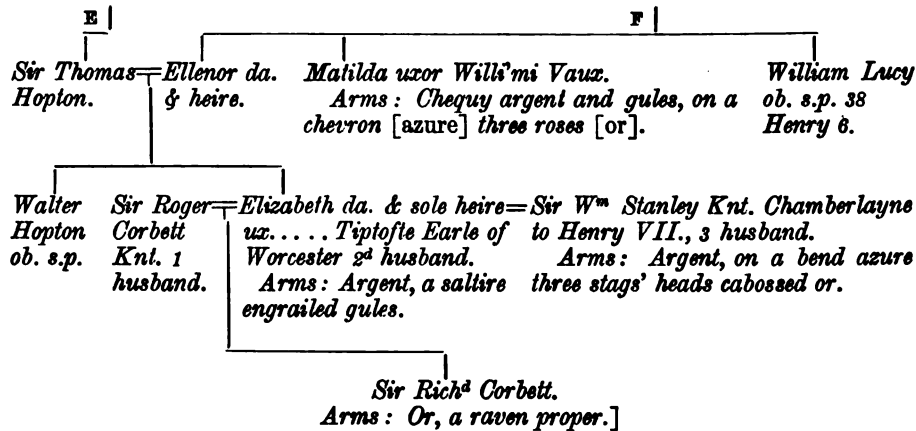 E F
Sir Thomas Ellenor da. Matilda uxor Willi'mi Vaux. William Lucy
Hopton. & heire. Arms: Chequy argent and gules, on a ob. s.p. 38
chevron [azure] three roses [or]. Henry 6.
Walter Sir Roger=Elizabeth da. & sole heire=Sir Wᵐ Stanley Knt. Chamberlayne
Hopton Corbett ux..... Tiptofte Earle of to Henry VII., 3 husband.
ob. s.p. Knt. 1 Worcester 2ᵈ husband. Arms: Argent, on a bend azure
husband. Arms: Argent, a saltire three stags' heads cabossed or.
engrailed gules.
Sir Richᵈ Corbett.
Arms: Or, a raven proper.]